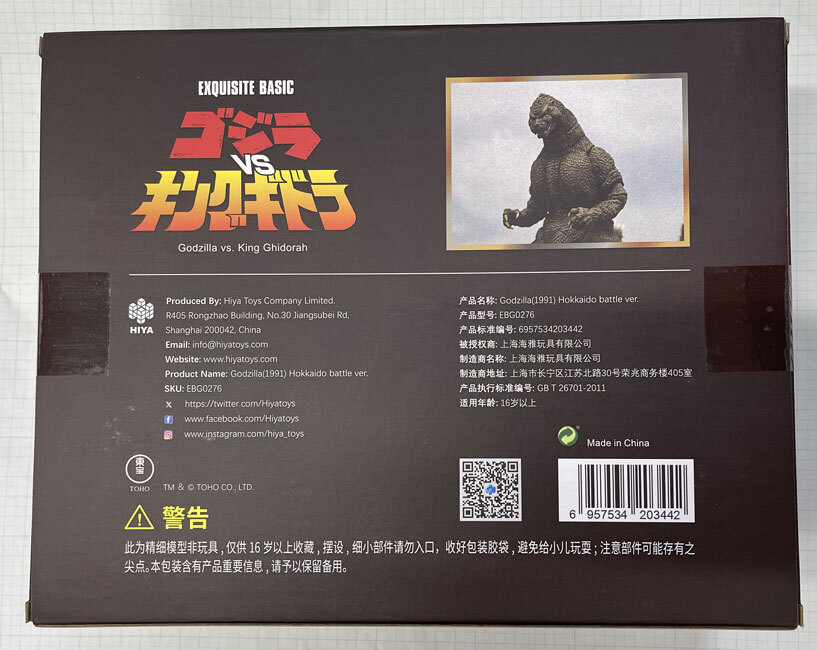 EXQUISITE BASIC
ゴジラ
VS
キングギドラ
Godzilla vs. King Ghidorah
HIYA
Produced By: Hiya Toys Company Limited.
R405 Rongzhao Building, No.30 Jiangsubei Rd,
Shanghai 200042, China
Email: info@hiyatoys.com
Website: www.hiyatoys.com
Product Name: Godzilla(1991) Hokkaido battle ver.
SKU: EBG0276
https://twitter.com/Hiyatoys
www.facebook.com/Hiyatoys
www.instagram.com/hiya_toys
产品名称: Godzilla(1991) Hokkaido battle ver.
产品型号: EBG0276
产品标准编号: 6957534203442
被授权商: 上海海雅玩具有限公司
制造商名称: 上海海雅玩具有限公司
制造商地址: 上海市长宁区江苏北路30号荣兆商务楼405室
产品执行标准编号: GB T 26701-2011
适用年龄: 16岁以上
Made in China
東宝
TOHO
TM & © TOHO CO., LTD.
6 957534 203442
警告
此为精细模型非玩具，仅供 16 岁以上收藏，摆设，细小部件请勿入口，收好包装胶袋，避免给小儿玩耍；注意部件可能存有之
尖点。本包装含有产品重要信息，请予以保留备用。